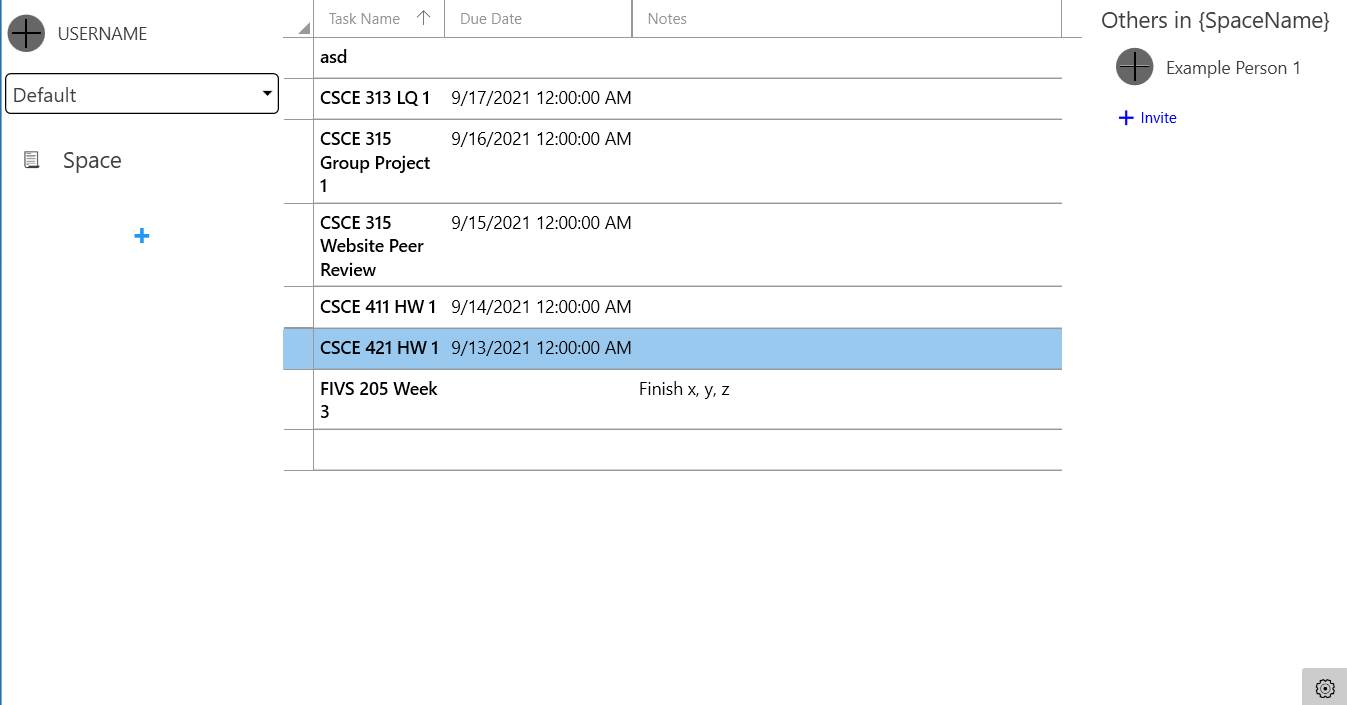 USERNAME
Default
Space
Task Name
Due Date
Notes
asd
CSCE 313 LQ 1
9/17/2021 12:00:00 AM
CSCE 315
Group Project
1
9/16/2021 12:00:00 AM
CSCE 315
Website Peer
Review
9/15/2021 12:00:00 AM
CSCE 411 HW 1
9/14/2021 12:00:00 AM
CSCE 421 HW 1
9/13/2021 12:00:00 AM
FIVS 205 Week
3
Finish x, y, z
Others in {SpaceName}
Example Person 1
Invite